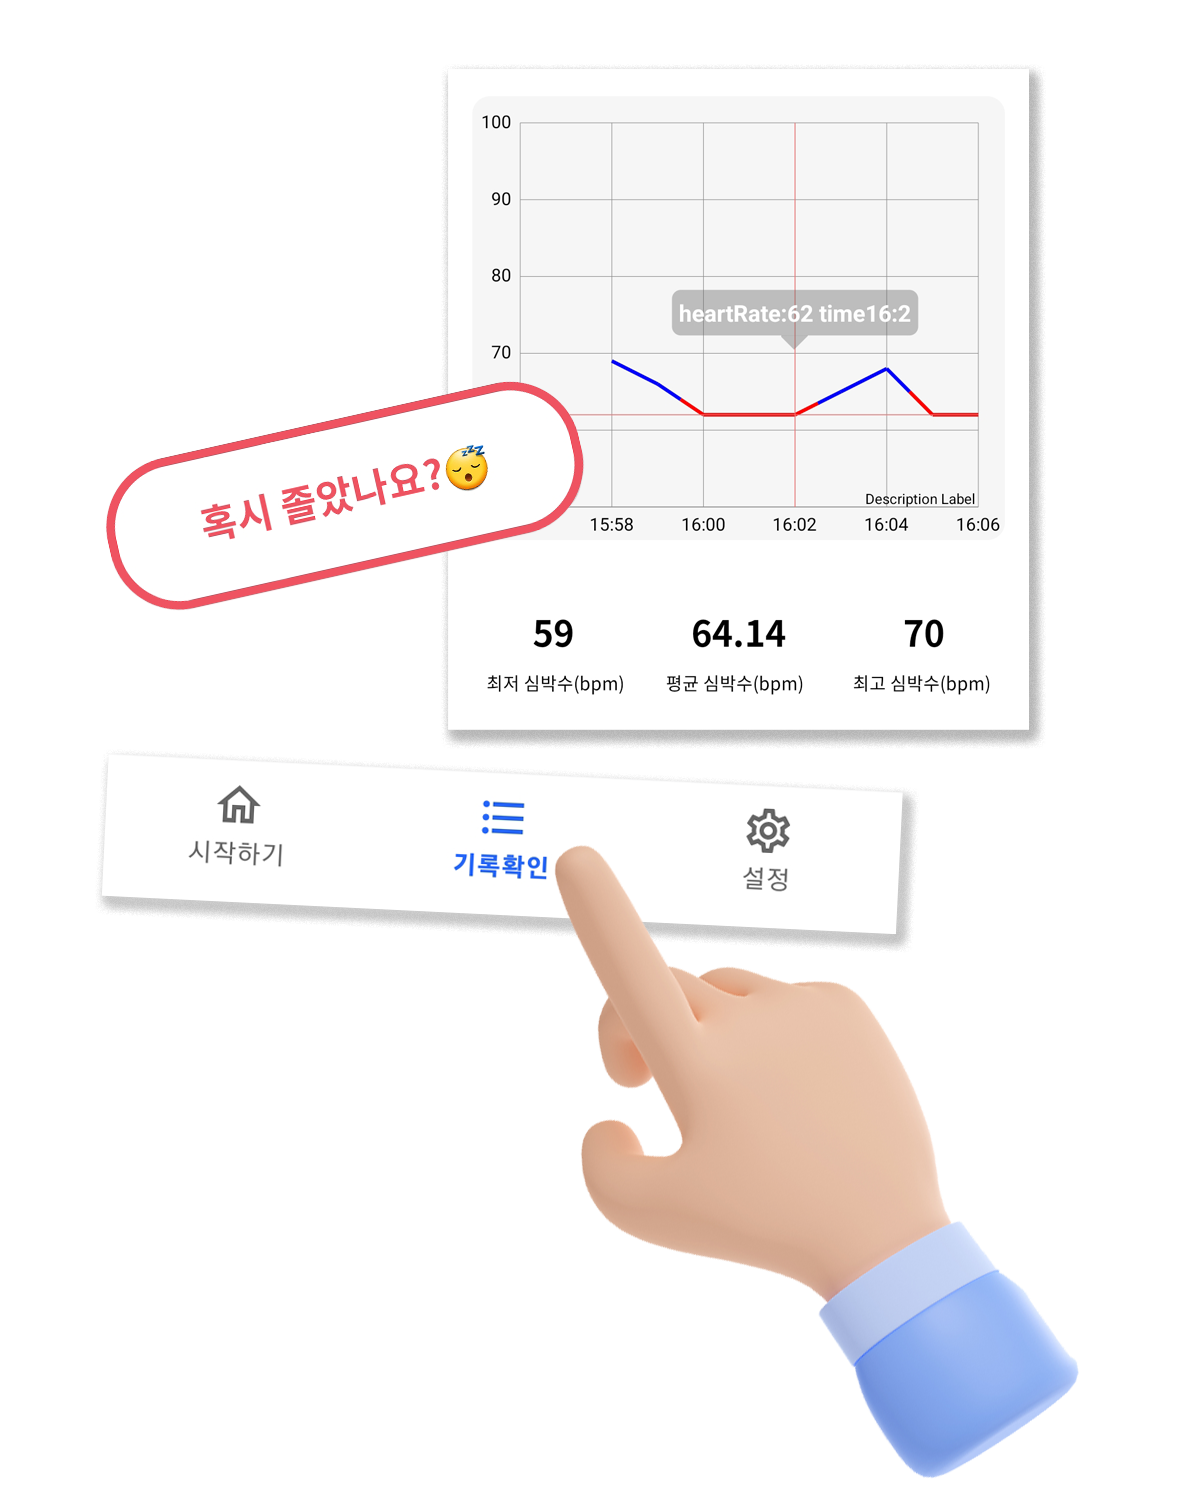 100
90
80
heartRate:62 time16:2
70
혹시 졸았나요?😴
Description Label
15:58 16:00 16:02 16:04 16:06
59 64.14 70
최저 심박수(bpm) 평균 심박수(bpm) 최고 심박수(bpm)
시작하기 기록확인 설정